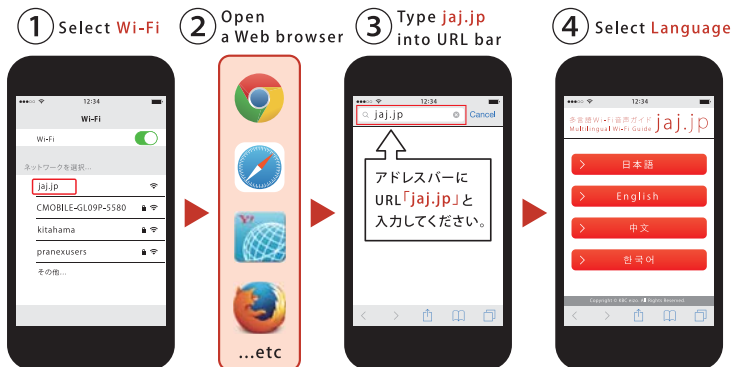 1 Select Wi-Fi
2 Open
a Web browser
3 Type jaj.jp
into URL bar
4 Select Language
12:34
Wi-Fi
Wi-Fi
ネットワークを選択...
jaj.jp
CMOBILE-GL09P-5580
kitahama
pranexusers
その他...
...etc
12:34
jaj.jp
Cancel
アドレスバーに
URL「jaj.jp」と
入力してください。
12:34
多言語Wi-Fi音声ガイド
Multilingual Wi-Fi Guide
jaj.jp
日本語
English
中文
한국어
All Rights Reserved